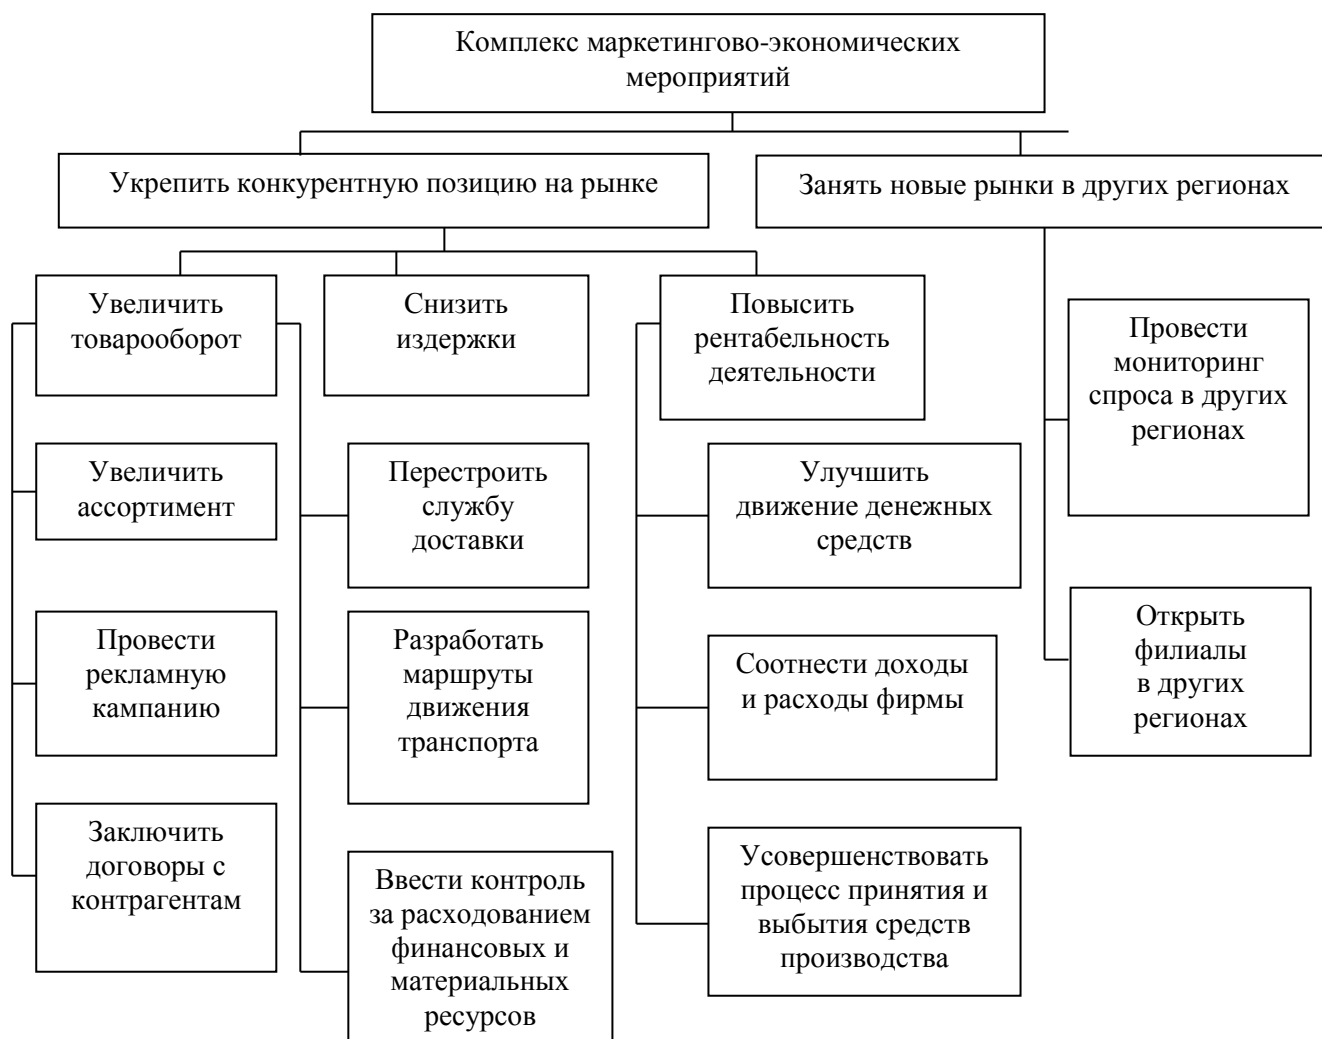 Комплекс маркетингово-экономических
мероприятий
Укрепить конкурентную позицию на рынке
Занять новые рынки в других регионах
Увеличить
товарооборот
Снизить
издержки
Повысить
рентабельность
деятельности
Провести
мониторинг
спроса в других
регионах
Увеличить
ассортимент
Перестроить
службу
доставки
Улучшить
движение денежных
средств
Провести
рекламную
кампанию
Разработать
маршруты
движения
транспорта
Соотнести доходы
и расходы фирмы
Открыть
филиалы
в других
регионах
Заключить
договоры с
контрагентам
Ввести контроль
за расходованием
финансовых и
материальных
ресурсов
Усовершенствовать
процесс принятия и
выбытия средств
производства